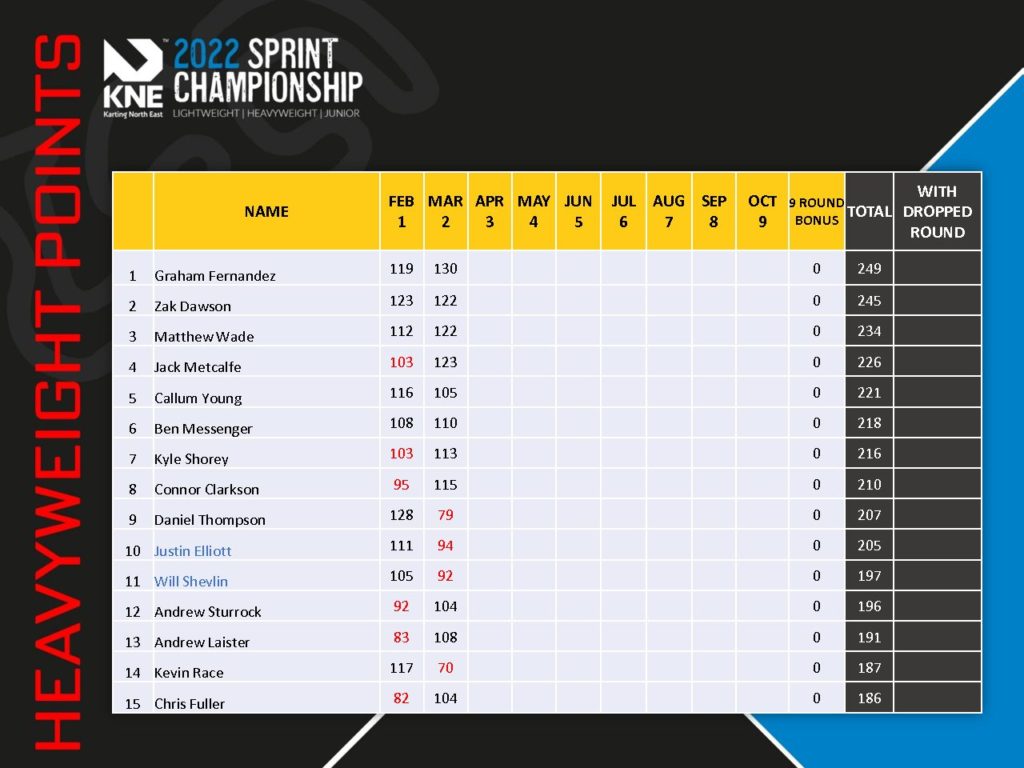 HEAVYWEIGHT POINTS
KNE™
Karting North East
2022 SPRINT
CHAMPIONSHIP
LIGHTWEIGHT | HEAVYWEIGHT | JUNIOR
NAME FEB 1 MAR 2 APR 3 MAY 4 JUN 5 JUL 6 AUG 7 SEP 8 OCT 9 9 ROUND BONUS TOTAL WITH DROPPED ROUND
1 Graham Fernandez 119 130 0 249
2 Zak Dawson 123 122 0 245
3 Matthew Wade 112 122 0 234
4 Jack Metcalfe 103 123 0 226
5 Callum Young 116 105 0 221
6 Ben Messenger 108 110 0 218
7 Kyle Shorey 103 113 0 216
8 Connor Clarkson 95 115 0 210
9 Daniel Thompson 128 79 0 207
10 Justin Elliott 111 94 0 205
11 Will Shevlin 105 92 0 197
12 Andrew Sturrock 92 104 0 196
13 Andrew Laister 83 108 0 191
14 Kevin Race 117 70 0 187
15 Chris Fuller 82 104 0 186